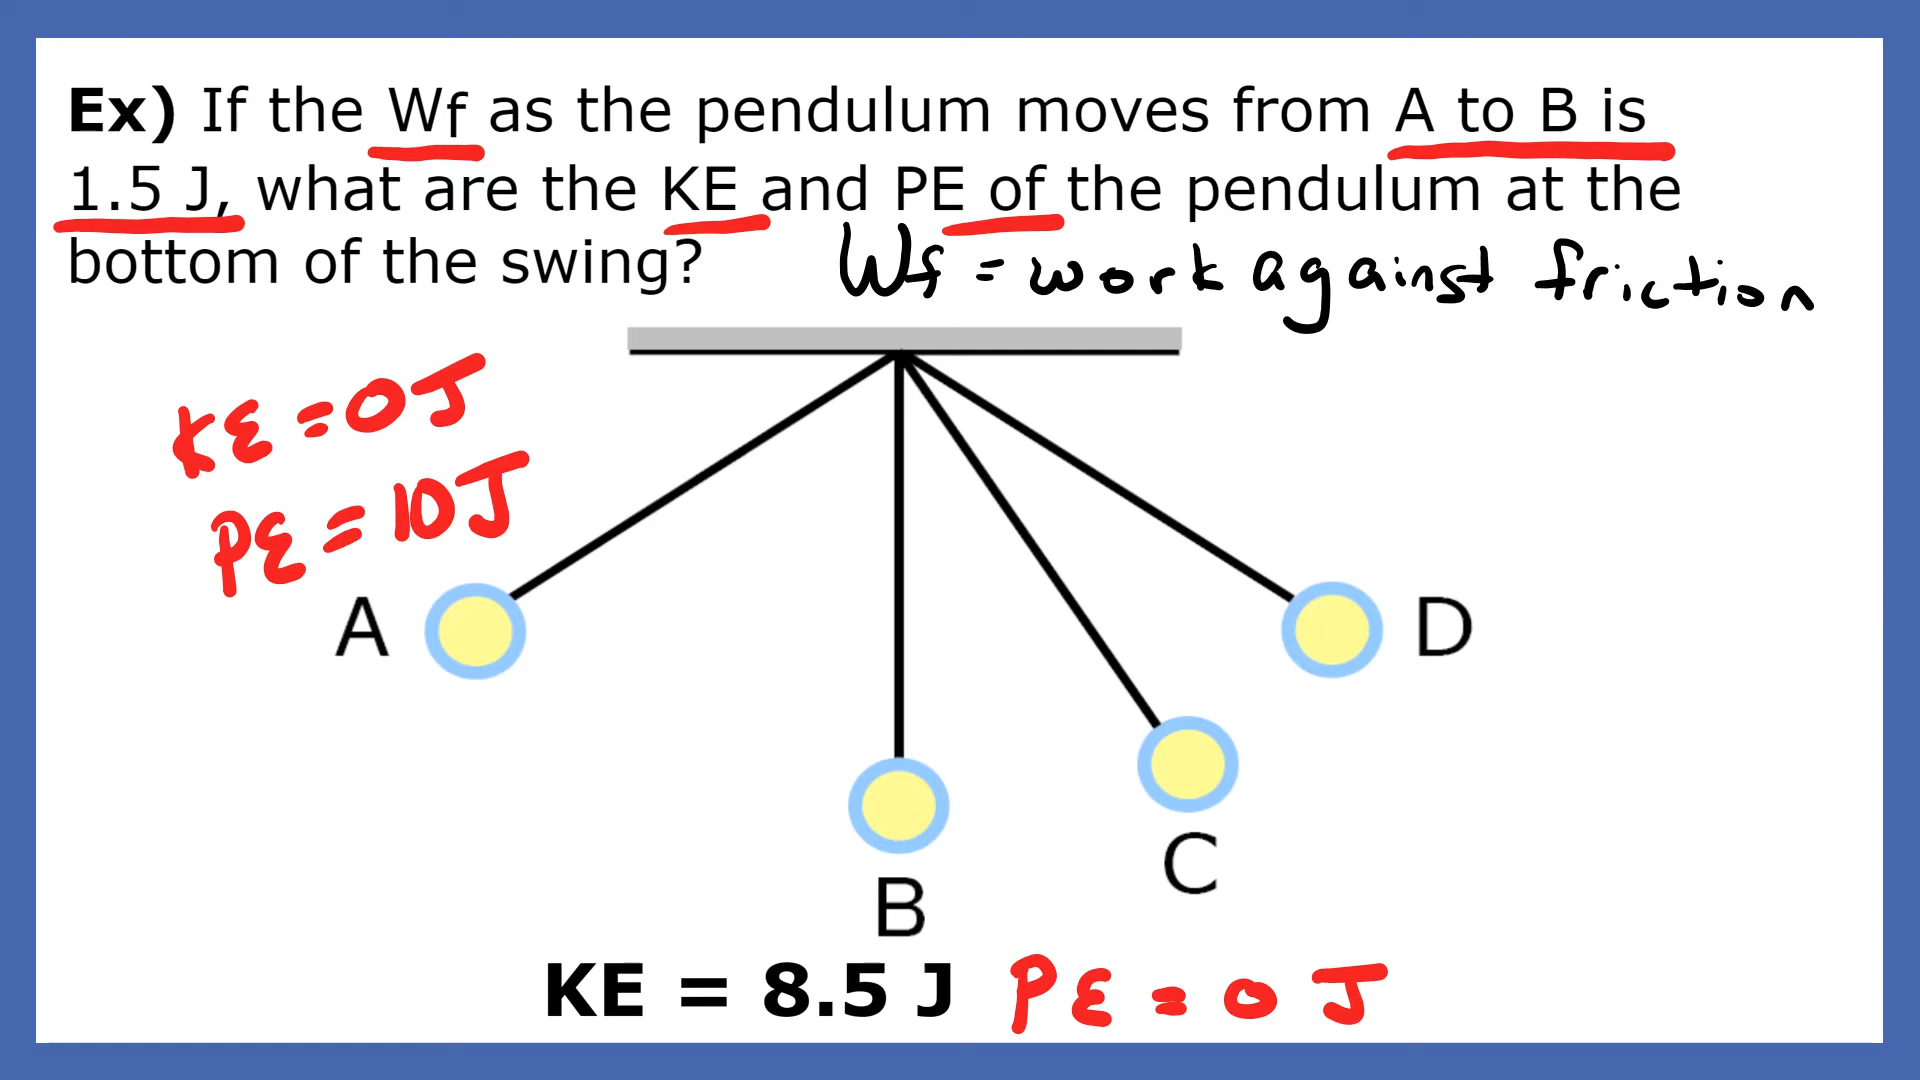 Ex) If the Wf as the pendulum moves from A to B is
1.5 J, what are the KE and PE of the pendulum at the
bottom of the swing?
Wf = work against friction
KE = 0 J
PE = 10 J
A
D
C
B
KE = 8.5 J PE = 0 J